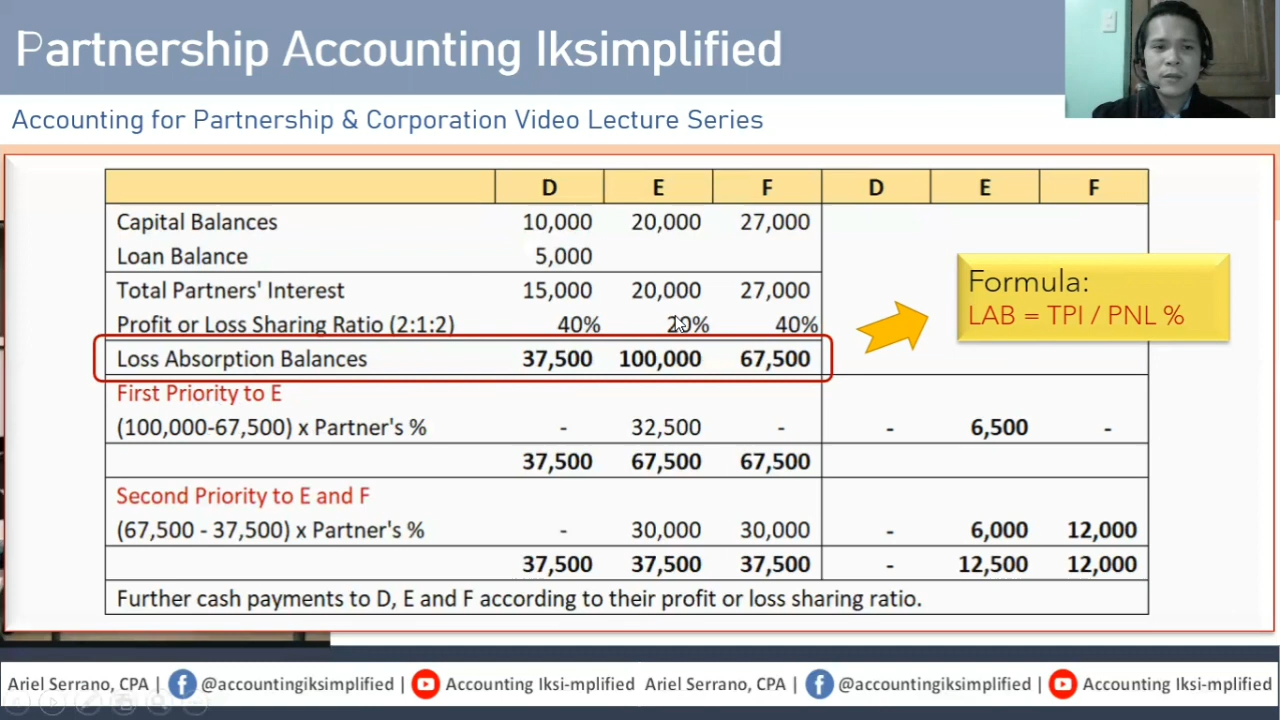 Partnership Accounting Iksimplified
Accounting for Partnership & Corporation Video Lecture Series
D E F D E F
Capital Balances 10,000 20,000 27,000
Loan Balance 5,000
Total Partners' Interest 15,000 20,000 27,000
Profit or Loss Sharing Ratio (2:1:2) 40% 20% 40%
Loss Absorption Balances 37,500 100,000 67,500
Formula:
LAB = TPI / PNL %
First Priority to E
(100,000-67,500) x Partner's % - 32,500 - - 6,500 -
37,500 67,500 67,500
Second Priority to E and F
(67,500 - 37,500) x Partner's % - 30,000 30,000 - 6,000 12,000
37,500 37,500 37,500 - 12,500 12,000
Further cash payments to D, E and F according to their profit or loss sharing ratio.
Ariel Serrano, CPA | @accountingiksimplified | Accounting Iksi-mplified Ariel Serrano, CPA | @accountingiksimplified | Accounting Iksi-mplified